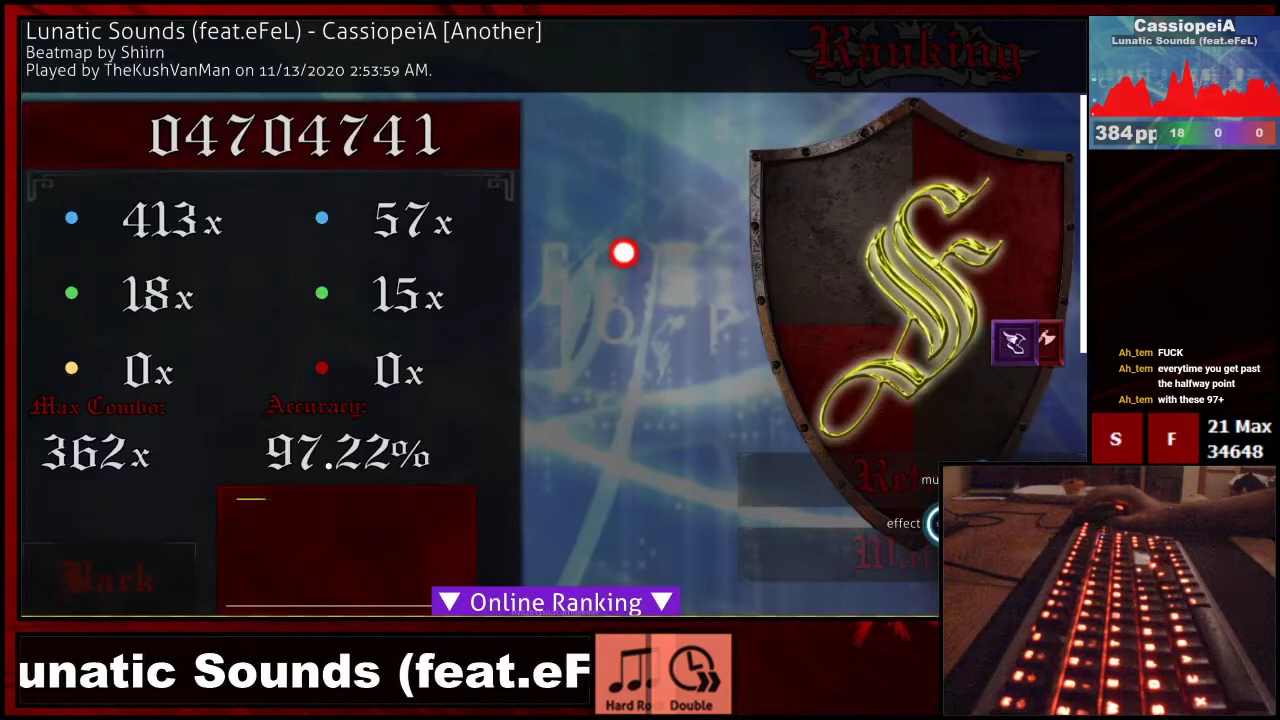 Lunatic Sounds (feat.eFeL) - CassiopeiA [Another]
Beatmap by Shiirn
Played by TheKushVanMan on 11/13/2020 2:53:59 AM.
Ranking
04704741
413x 57x
18x 15x
0x 0x
Max Combo: Accuracy:
362x 97.22%
Back
▼ Online Ranking ▼
Ret
mu
effect
Wat
CassiopeiA
Lunatic Sounds (feat.eFeL)
384pp 18 0 0
Ah_tem FUCK
Ah_tem everytime you get past
the halfway point
Ah_tem with these 97+
S F 21 Max
34648
unatic Sounds (feat.eF
Hard Ro Double